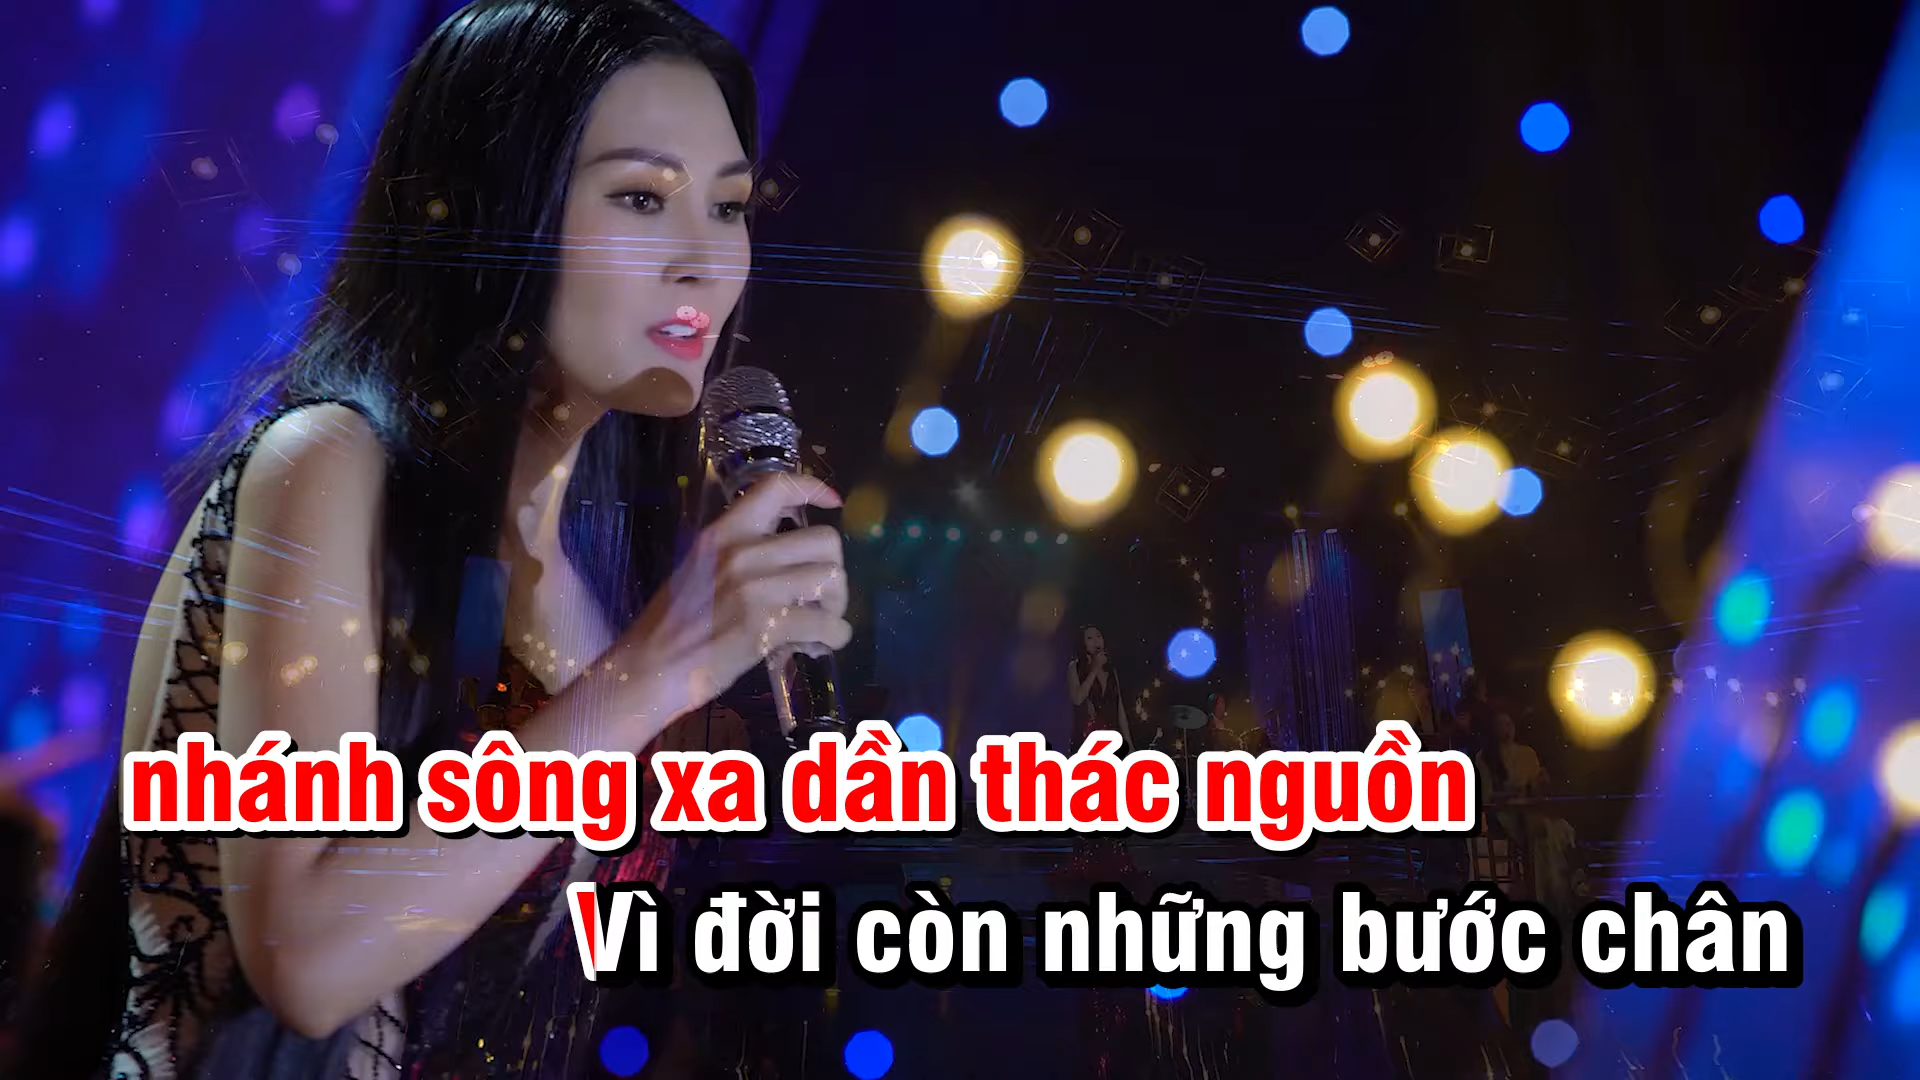 nhánh sông xa dần thác nguồn
Vì đời còn những bước chân